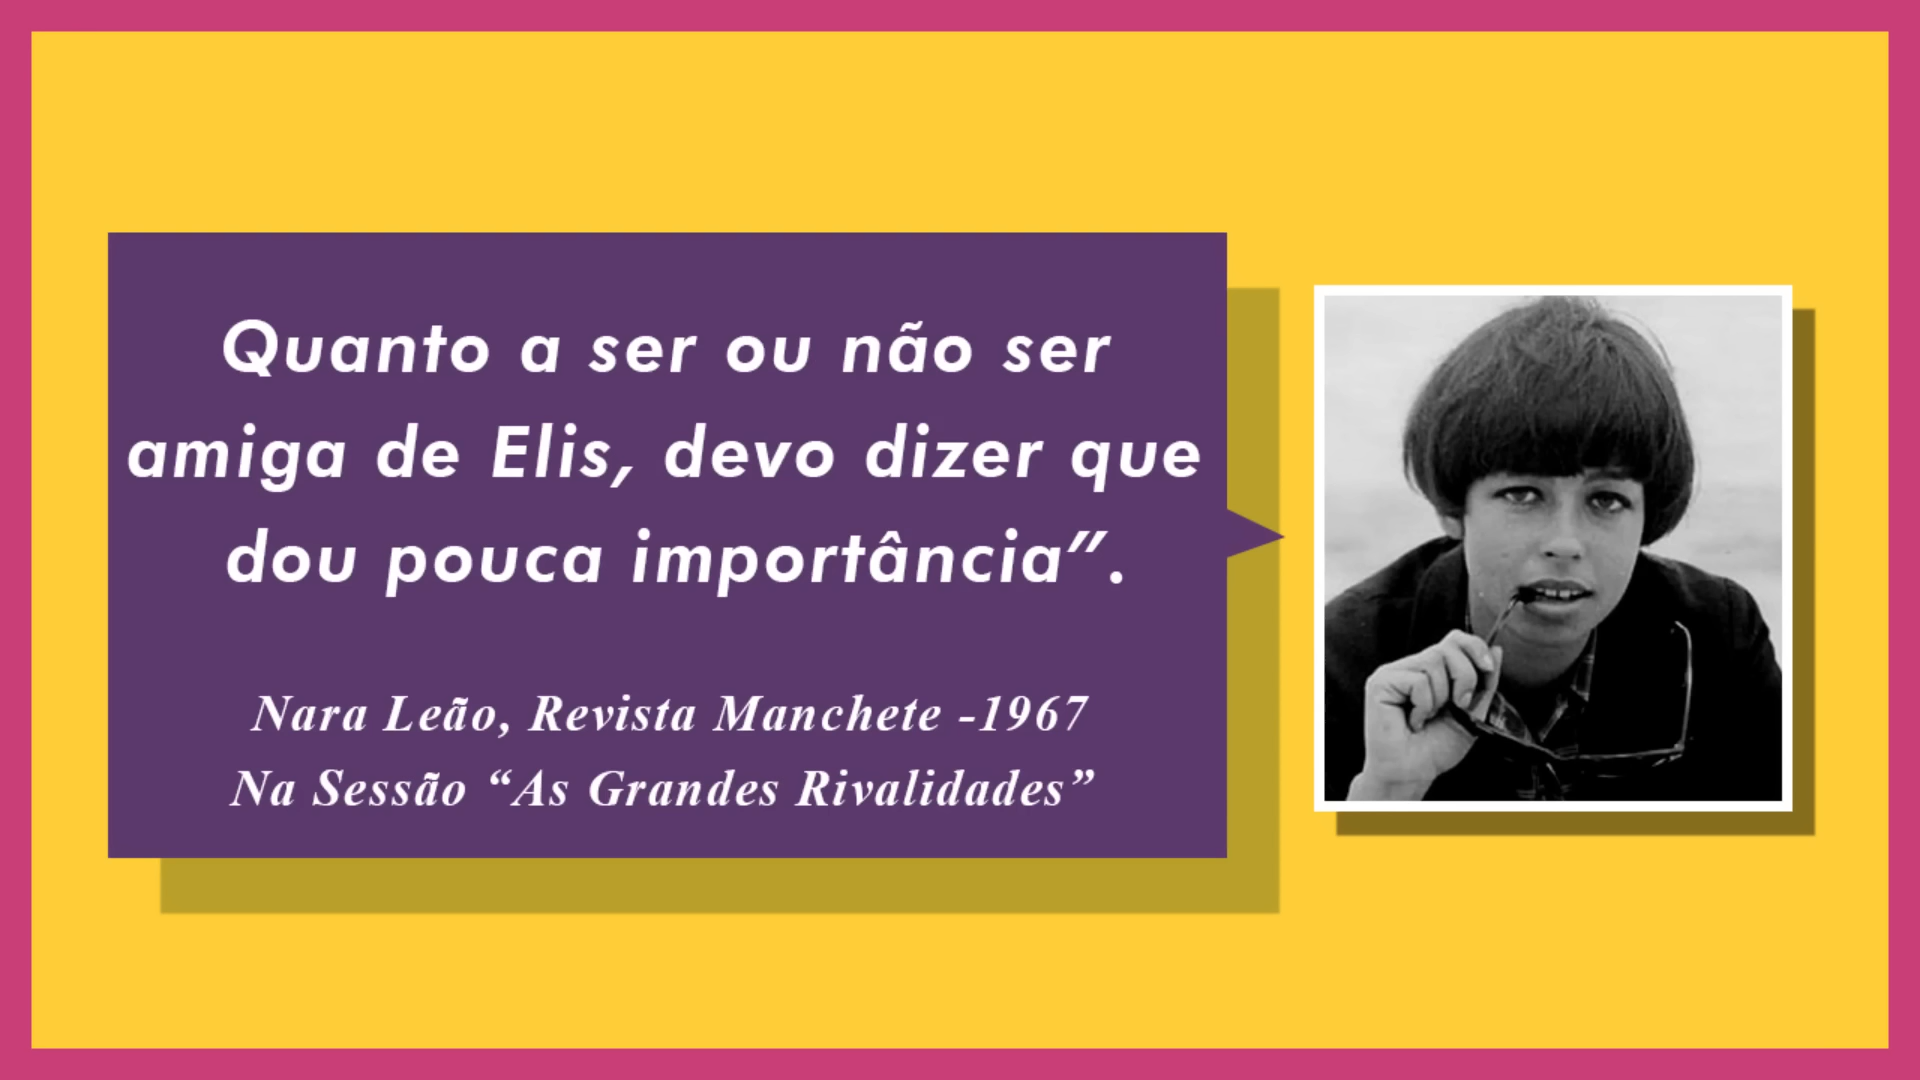 Quanto a ser ou não ser
amiga de Elis, devo dizer que
dou pouca importância”.
Nara Leão, Revista Manchete -1967
Na Sessão “As Grandes Rivalidades”